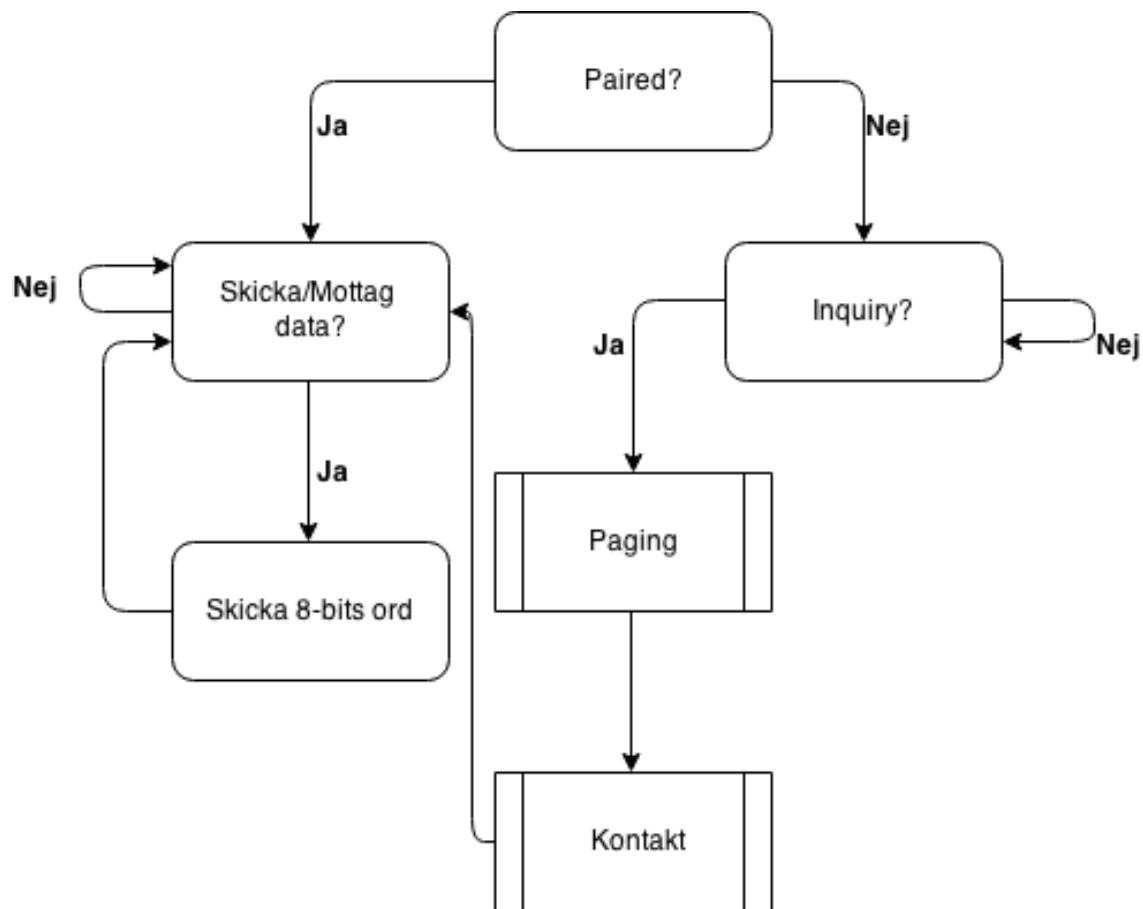 Paired?
Ja
Nej
Nej
Skicka/Mottag
data?
Inquiry?
Ja
Nej
Ja
Paging
Skicka 8-bits ord
Kontakt